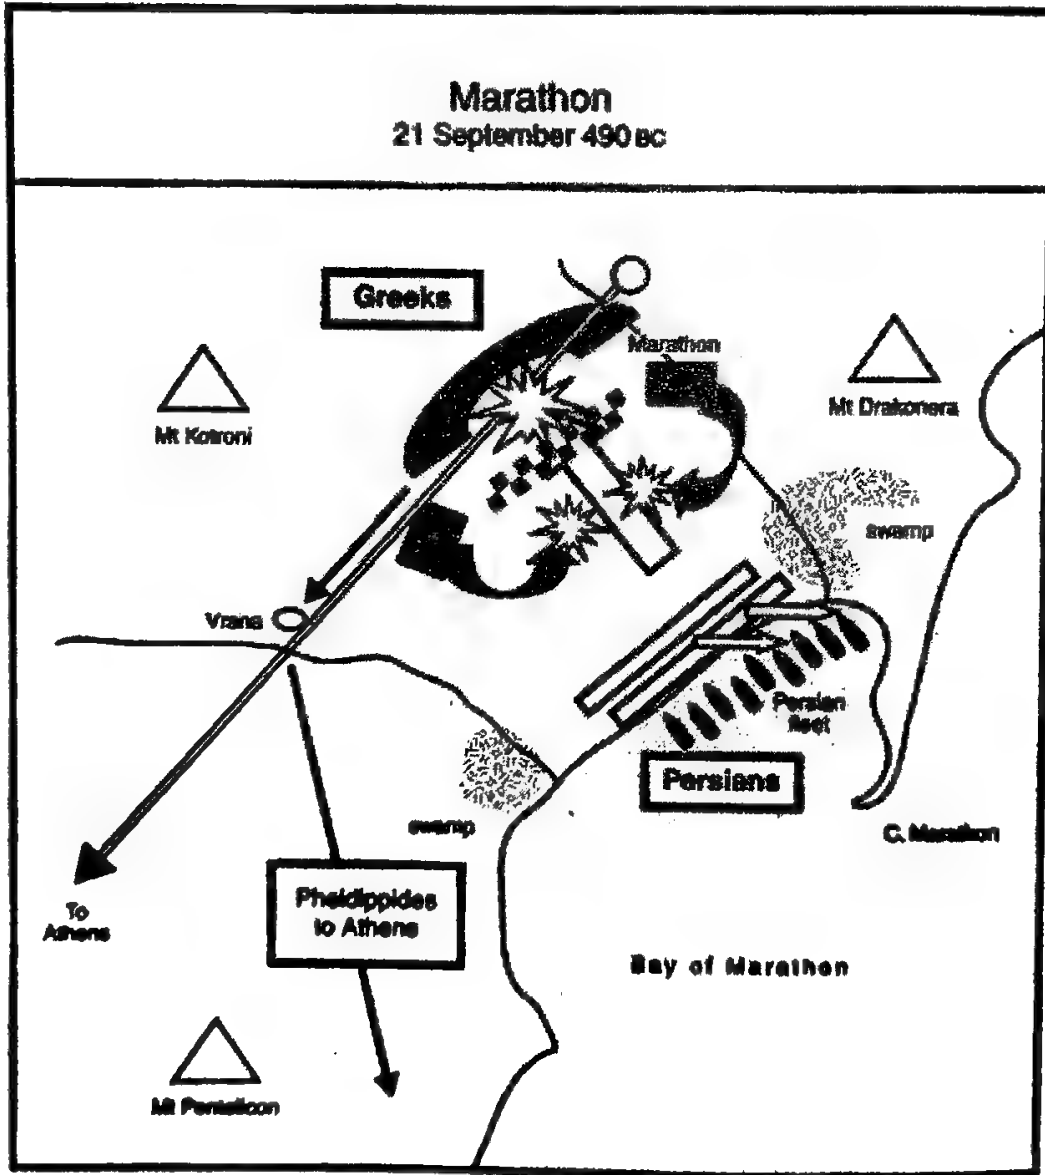 Marathon
21 September 490 BC
Greeks
Marathon
Mt Kotroni
Mt Drakonera
swamp
Vrana
Persian
fleet
Persians
swamp
C. Marathon
Pheidippides
to Athens
To
Athens
Bay of Marathon
Mt Pentelicon